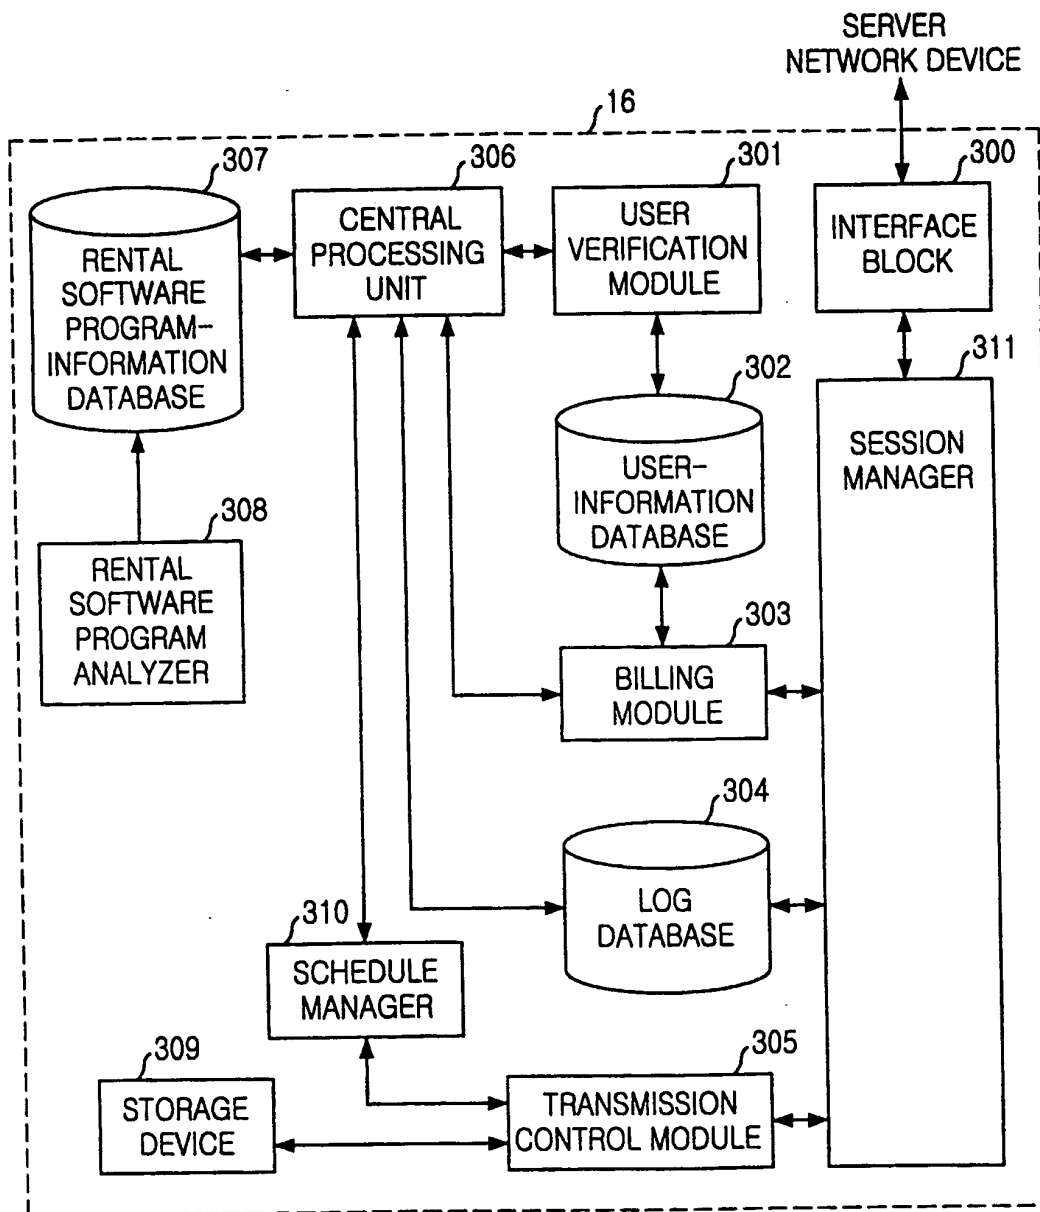 SERVER
NETWORK DEVICE
16
307
306
301
300
RENTAL
SOFTWARE
PROGRAM-
INFORMATION
DATABASE
CENTRAL
PROCESSING
UNIT
USER
VERIFICATION
MODULE
INTERFACE
BLOCK
311
302
SESSION
MANAGER
USER-
INFORMATION
DATABASE
308
RENTAL
SOFTWARE
PROGRAM
ANALYZER
303
BILLING
MODULE
304
LOG
DATABASE
310
SCHEDULE
MANAGER
309
STORAGE
DEVICE
305
TRANSMISSION
CONTROL MODULE